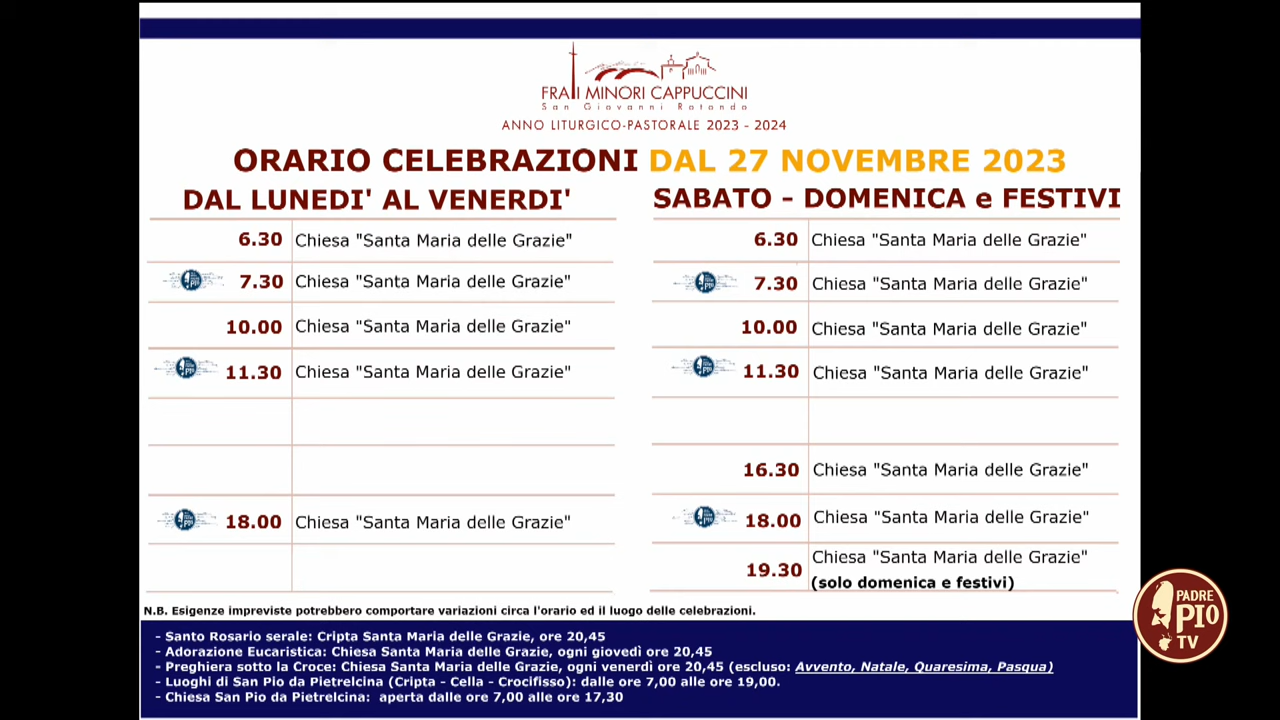 FRATI MINORI CAPPUCCINI
San Giovanni Rotondo
ANNO LITURGICO-PASTORALE 2023 - 2024
ORARIO CELEBRAZIONI DAL 27 NOVEMBRE 2023
DAL LUNEDI' AL VENERDI'
6.30 Chiesa "Santa Maria delle Grazie"
7.30 Chiesa "Santa Maria delle Grazie"
10.00 Chiesa "Santa Maria delle Grazie"
11.30 Chiesa "Santa Maria delle Grazie"
18.00 Chiesa "Santa Maria delle Grazie"
SABATO - DOMENICA e FESTIVI
6.30 Chiesa "Santa Maria delle Grazie"
7.30 Chiesa "Santa Maria delle Grazie"
10.00 Chiesa "Santa Maria delle Grazie"
11.30 Chiesa "Santa Maria delle Grazie"
16.30 Chiesa "Santa Maria delle Grazie"
18.00 Chiesa "Santa Maria delle Grazie"
19.30 Chiesa "Santa Maria delle Grazie"
(solo domenica e festivi)
N.B. Esigenze impreviste potrebbero comportare variazioni circa l'orario ed il luogo delle celebrazioni.
- Santo Rosario serale: Cripta Santa Maria delle Grazie, ore 20,45
- Adorazione Eucaristica: Chiesa Santa Maria delle Grazie, ogni giovedì ore 20,45
- Preghiera sotto la Croce: Chiesa Santa Maria delle Grazie, ogni venerdì ore 20,45 (escluso: Avvento, Natale, Quaresima, Pasqua)
- Luoghi di San Pio da Pietrelcina (Cripta - Cella - Crocifisso): dalle ore 7,00 alle ore 19,00.
- Chiesa San Pio da Pietrelcina: aperta dalle ore 7,00 alle ore 17,30
PADRE
PIO
TV